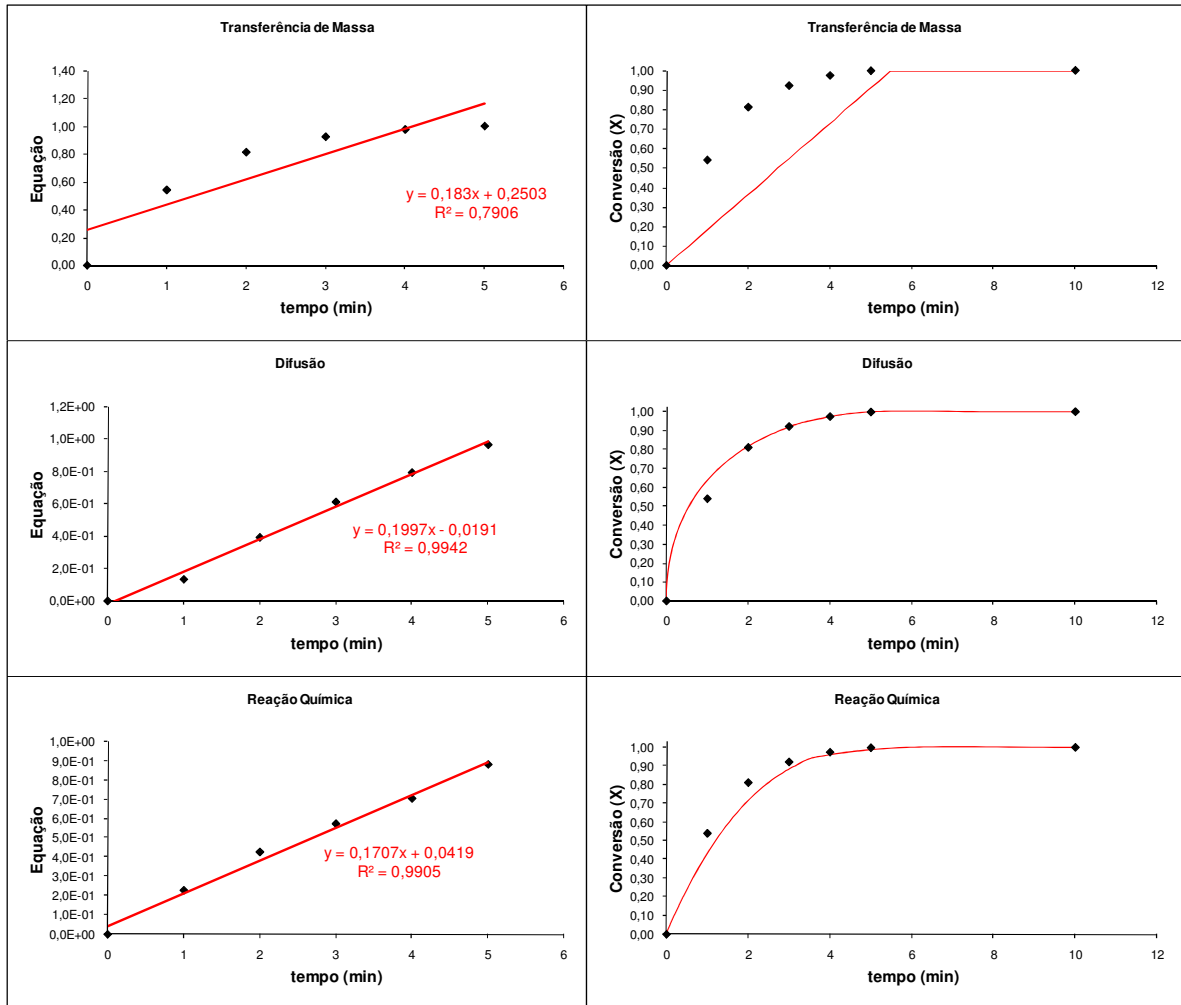 Transferência de Massa
Equação
1,40
1,20
1,00
0,80
0,60
0,40
0,20
0,00
y = 0,183x + 0,2503
R² = 0,7906
0 1 2 3 4 5 6
tempo (min)
Transferência de Massa
Conversão (X)
1,00
0,90
0,80
0,70
0,60
0,50
0,40
0,30
0,20
0,10
0,00
0 2 4 6 8 10 12
tempo (min)
Difusão
Equação
1,2E+00
1,0E+00
8,0E-01
6,0E-01
4,0E-01
2,0E-01
0,0E+00
y = 0,1997x - 0,0191
R² = 0,9942
0 1 2 3 4 5 6
tempo (min)
Difusão
Conversão (X)
1,00
0,90
0,80
0,70
0,60
0,50
0,40
0,30
0,20
0,10
0,00
0 2 4 6 8 10 12
tempo (min)
Reação Química
Equação
1,0E+00
9,0E-01
8,0E-01
7,0E-01
6,0E-01
5,0E-01
4,0E-01
3,0E-01
2,0E-01
1,0E-01
0,0E+00
y = 0,1707x + 0,0419
R² = 0,9905
0 1 2 3 4 5 6
tempo (min)
Reação Química
Conversão (X)
1,00
0,90
0,80
0,70
0,60
0,50
0,40
0,30
0,20
0,10
0,00
0 2 4 6 8 10 12
tempo (min)